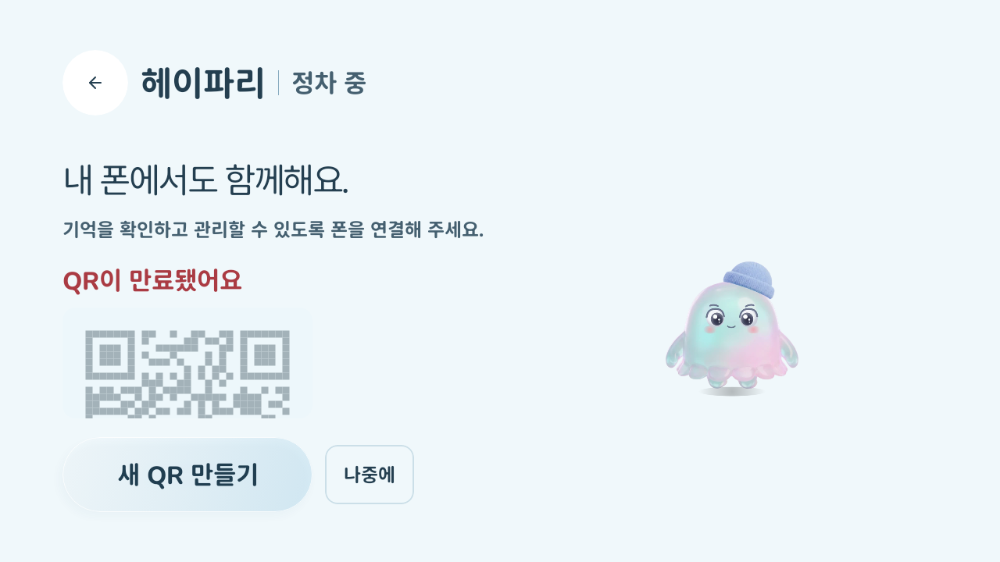 헤이파리 | 정차 중
내 폰에서도 함께해요.
기억을 확인하고 관리할 수 있도록 폰을 연결해 주세요.
QR이 만료됐어요
새 QR 만들기
나중에